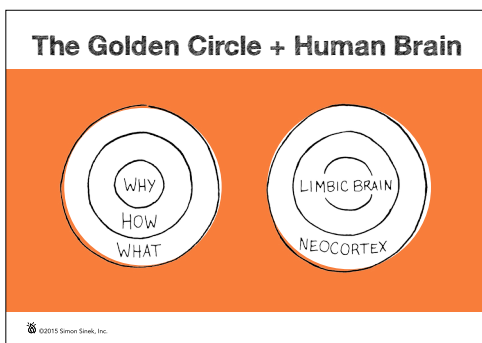 The Golden Circle + Human Brain
WHY
HOW
WHAT
LIMBIC BRAIN
NEOCORTEX
©2015 Simon Sinek, Inc.